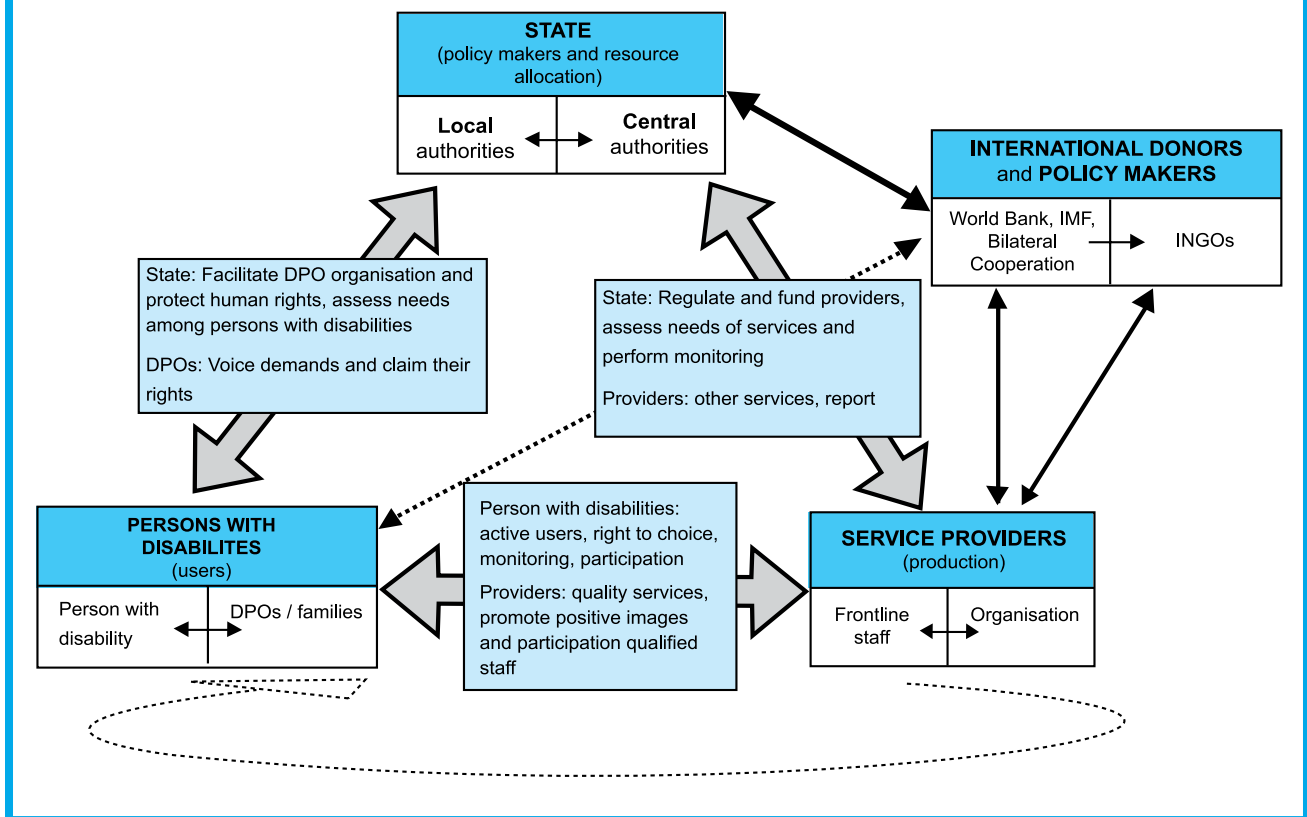 STATE
(policy makers and resource
allocation)
Local
authorities
Central
authorities
INTERNATIONAL DONORS
and POLICY MAKERS
World Bank, IMF,
Bilateral
Cooperation
INGOs
State: Facilitate DPO organisation and
protect human rights, assess needs
among persons with disabilities
DPOs: Voice demands and claim their
rights
State: Regulate and fund providers,
assess needs of services and
perform monitoring
Providers: other services, report
PERSONS WITH
DISABILITES
(users)
Person with
disability
DPOs / families
Person with disabilities:
active users, right to choice,
monitoring, participation
Providers: quality services,
promote positive images
and participation qualified
staff
SERVICE PROVIDERS
(production)
Frontline
staff
Organisation